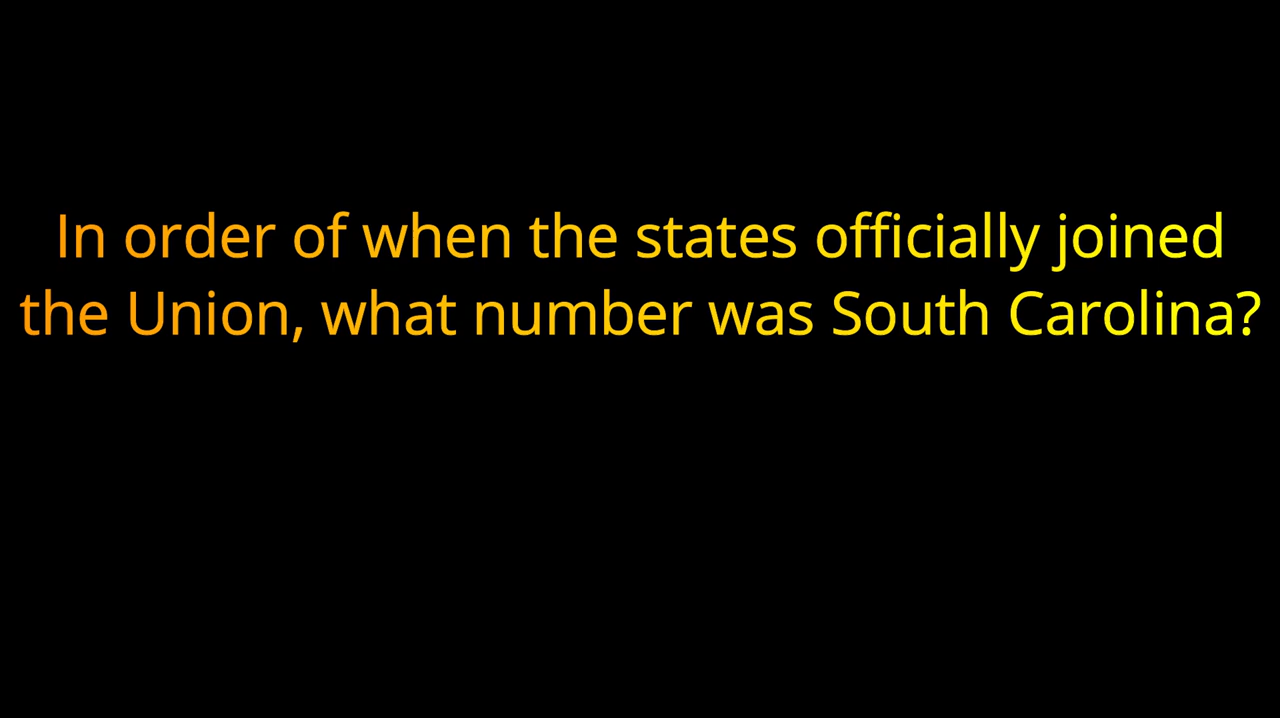 In order of when the states officially joined
the Union, what number was South Carolina?